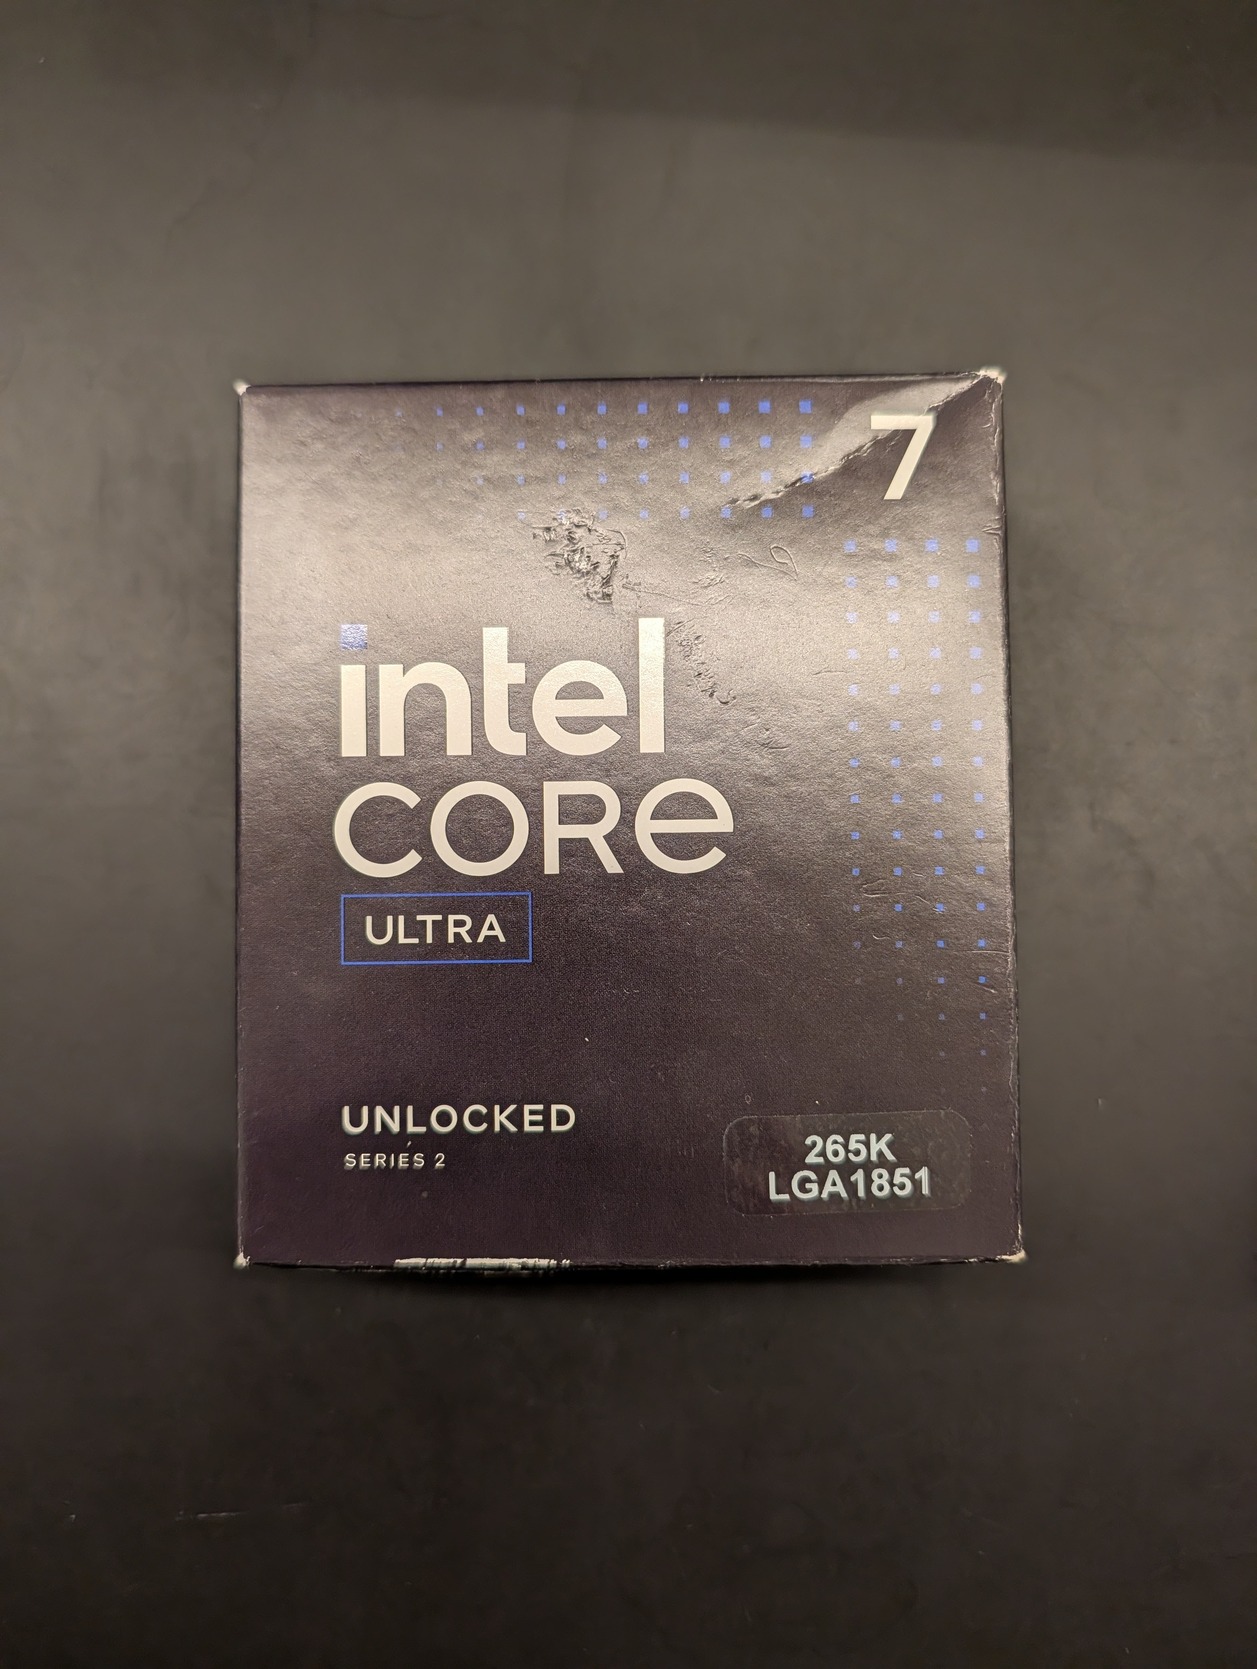 7
intel
CORE
ULTRA
UNLOCKED
SERIES 2
265K
LGA1851